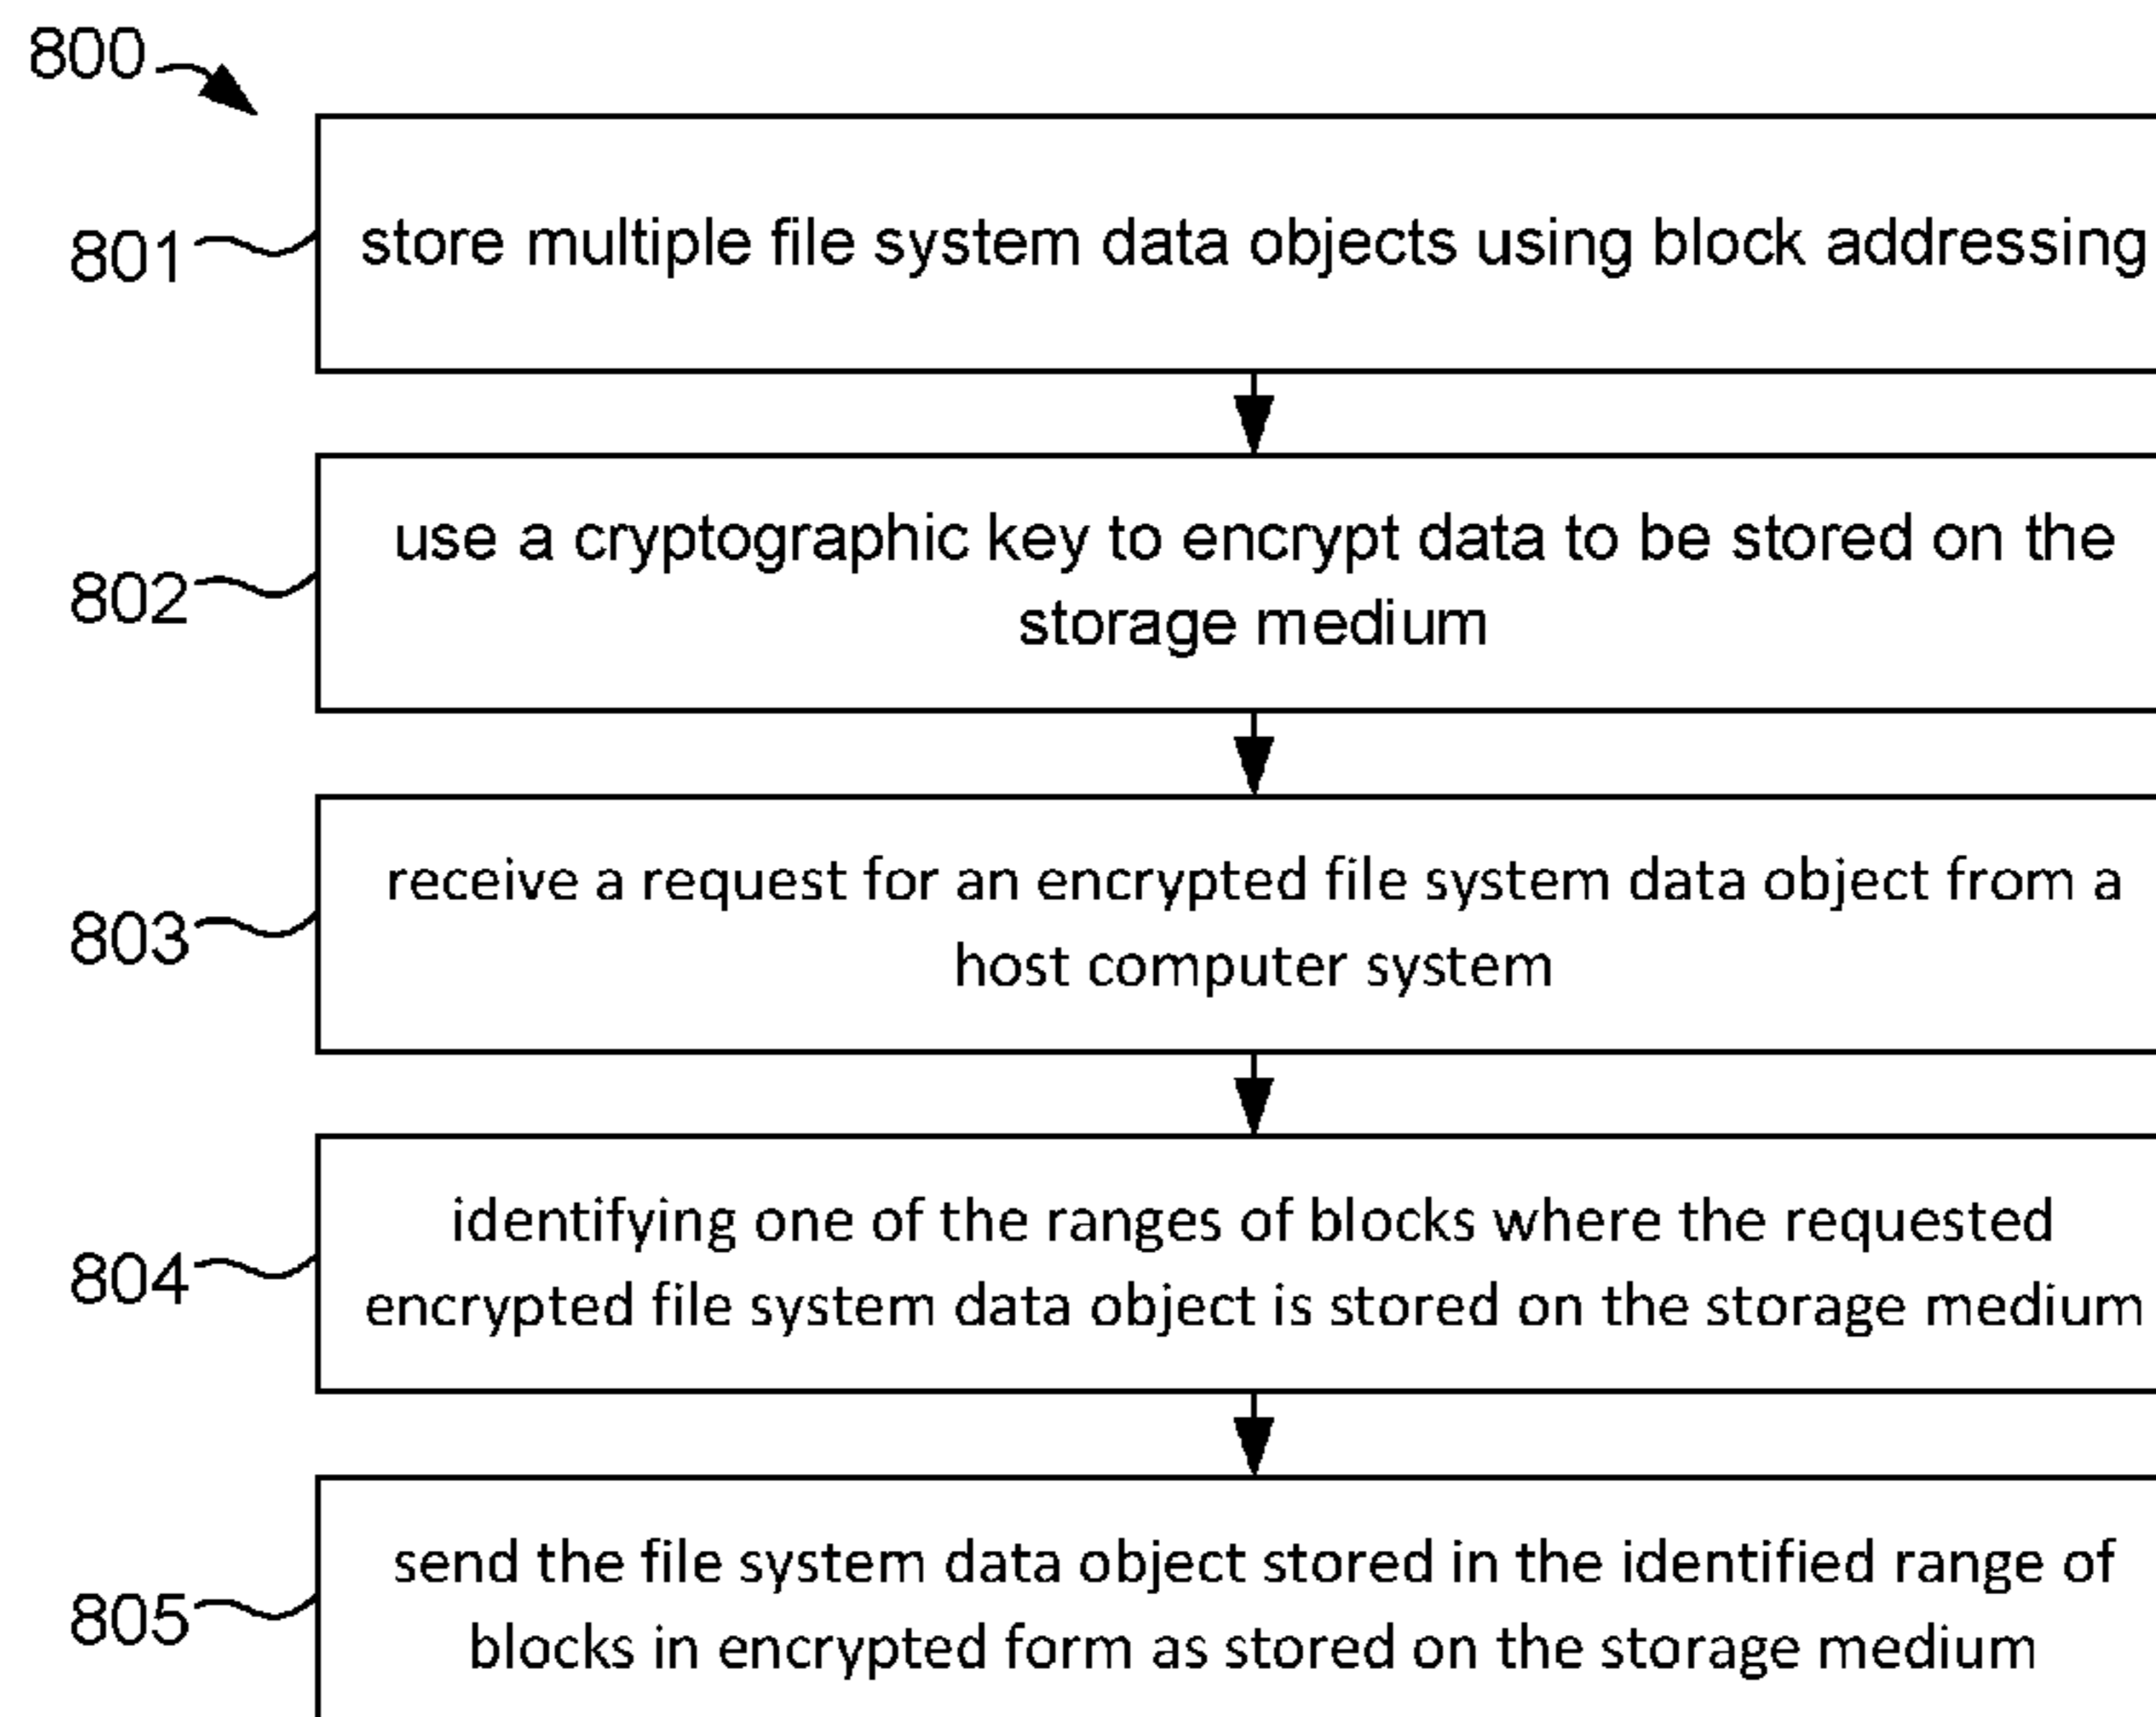 800
801
store multiple file system data objects using block addressing
802
use a cryptographic key to encrypt data to be stored on the
storage medium
803
receive a request for an encrypted file system data object from a
host computer system
804
identifying one of the ranges of blocks where the requested
encrypted file system data object is stored on the storage medium
805
send the file system data object stored in the identified range of
blocks in encrypted form as stored on the storage medium